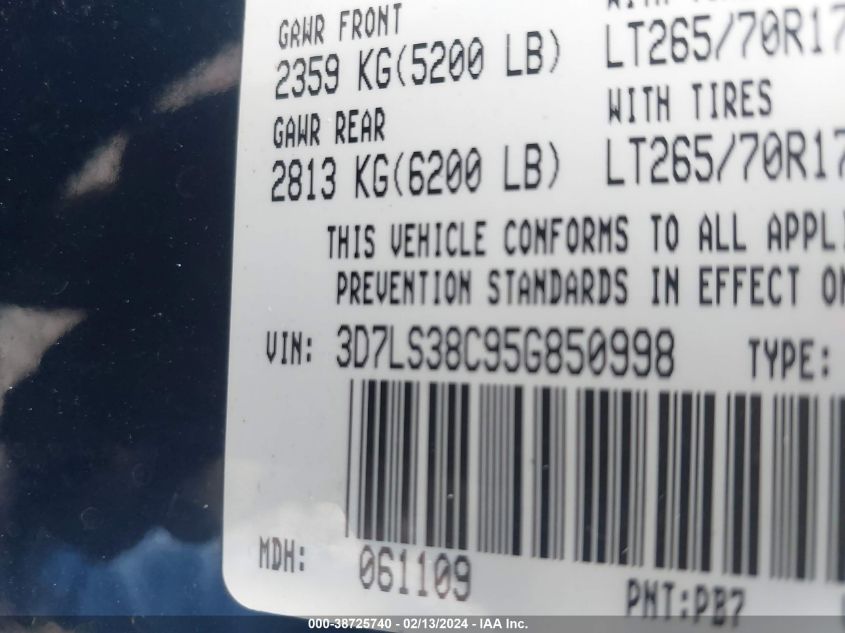 GAWR FRONT
2359 KG(5200 LB) LT265/70R17
GAWR REAR WITH TIRES
2813 KG(6200 LB) LT265/70R17
THIS VEHICLE CONFORMS TO ALL
PREVENTION STANDARDS IN EFFECT
VIN: 3D7LS38C95G850998 TYPE:
MDH: 061109
PNT:PB7
000-38725740 - 02/13/2024 - IAA Inc.